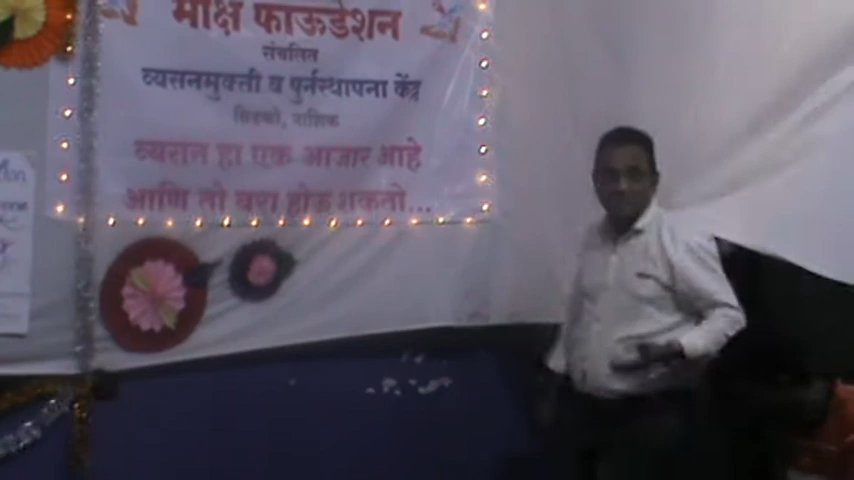 मोक्ष फाऊंडेशन
संचलित
व्यसनमुक्ती व पुर्नस्थापना केंद्र
सिडको, नाशिक
व्यसन हा एक आजार आहे
आणि तो बरा होऊ शकतो...